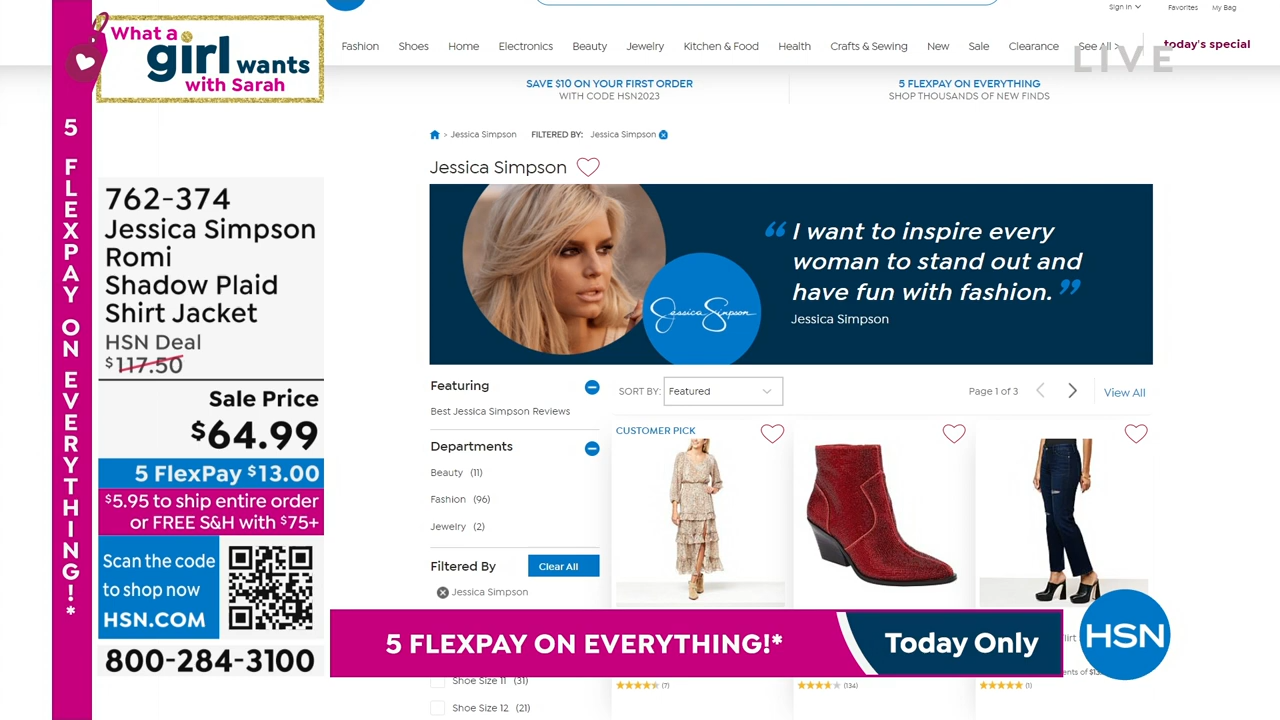 What a
girl wants
with Sarah
5 FLEXPAY ON EVERYTHING!*
762-374
Jessica Simpson
Romi
Shadow Plaid
Shirt Jacket
HSN Deal
$117.50
Sale Price
$64.99
5 FlexPay $13.00
$5.95 to ship entire order
or FREE S&H with $75+
Scan the code
to shop now
HSN.COM
800-284-3100
Sign In
Favorites
My Bag
Fashion Shoes Home Electronics Beauty Jewelry Kitchen & Food Health Crafts & Sewing New Sale Clearance See All >
today's special
LIVE
SAVE $10 ON YOUR FIRST ORDER
WITH CODE HSN2023
5 FLEXPAY ON EVERYTHING
SHOP THOUSANDS OF NEW FINDS
> Jessica Simpson FILTERED BY: Jessica Simpson
Jessica Simpson
Jessica Simpson
“ I want to inspire every
woman to stand out and
have fun with fashion. ”
Jessica Simpson
Featuring
Best Jessica Simpson Reviews
Departments
Beauty (11)
Fashion (96)
Jewelry (2)
Filtered By Clear All
Jessica Simpson
SORT BY: Featured
Page 1 of 3
View All
CUSTOMER PICK
5 FLEXPAY ON EVERYTHING!* Today Only
HSN
Shoe Size 11 (31)
Shoe Size 12 (21)
(7)
(134)
(1)